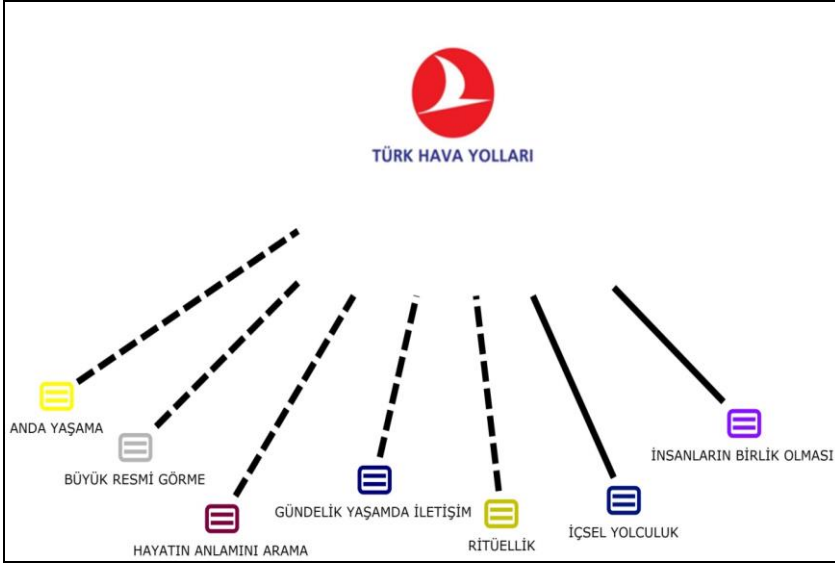 TÜRK HAVA YOLLARI
ANDA YAŞAMA
BÜYÜK RESMİ GÖRME
HAYATIN ANLAMINI ARAMA
GÜNDELİK YAŞAMDA İLETİŞİM
RİTÜELLİK
İÇSEL YOLCULUK
İNSANLARIN BİRLİK OLMASI